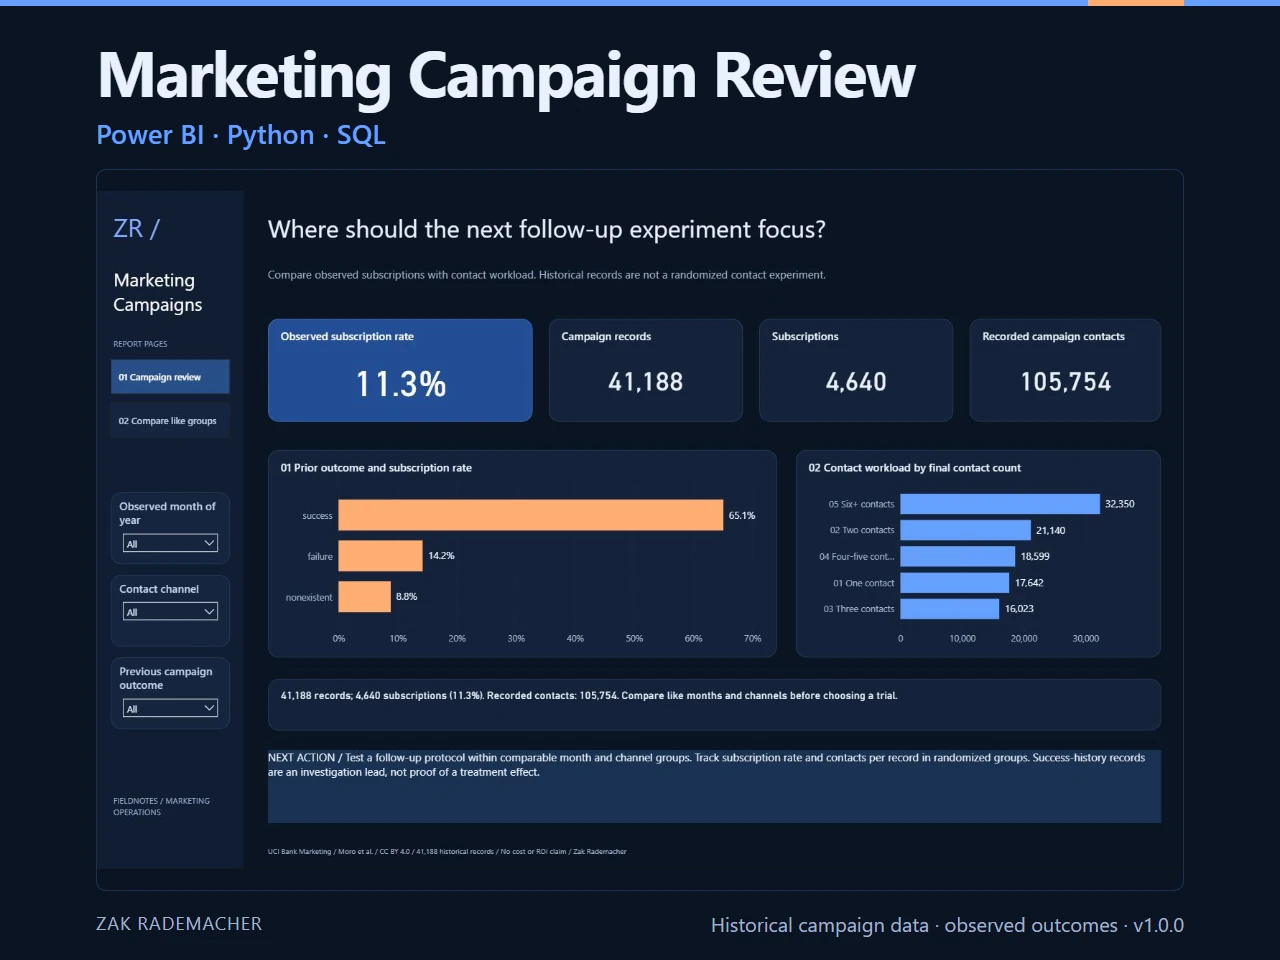 Marketing Campaign Review
Power BI · Python · SQL
ZR /
Marketing
Campaigns
REPORT PAGES
01 Campaign review
02 Compare like groups
Observed month of
year
All
Contact channel
All
Previous campaign
outcome
All
FIELDNOTES / MARKETING
OPERATIONS
Where should the next follow-up experiment focus?
Compare observed subscriptions with contact workload. Historical records are not a randomized contact experiment.
Observed subscription rate
11.3%
Campaign records
41,188
Subscriptions
4,640
Recorded campaign contacts
105,754
01 Prior outcome and subscription rate
success 65.1%
failure 14.2%
nonexistent 8.8%
0% 10% 20% 30% 40% 50% 60% 70%
02 Contact workload by final contact count
05 Six+ contacts 32,350
02 Two contacts 21,140
04 Four-five cont... 18,599
01 One contact 17,642
03 Three contacts 16,023
0 10,000 20,000 30,000
41,188 records; 4,640 subscriptions (11.3%). Recorded contacts: 105,754. Compare like months and channels before choosing a trial.
NEXT ACTION / Test a follow-up protocol within comparable month and channel groups. Track subscription rate and contacts per record in randomized groups. Success-history records
are an investigation lead, not proof of a treatment effect.
UCI Bank Marketing / Moro et al. / CC BY 4.0 / 41,188 historical records / No cost or ROI claim / Zak Rademacher
ZAK RADEMACHER
Historical campaign data · observed outcomes · v1.0.0